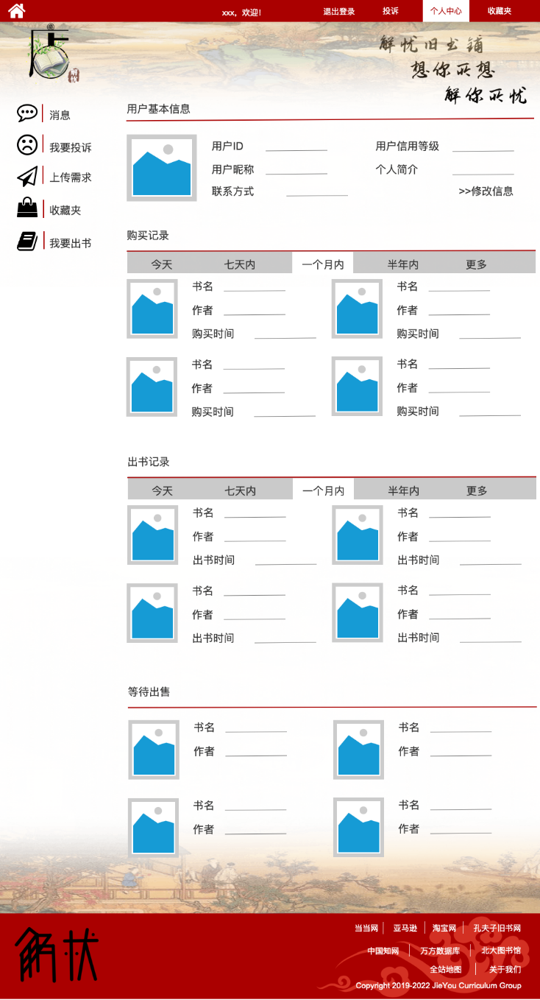 xxx，欢迎！ 退出登录 投诉 个人中心 收藏夹
解忧旧书铺
想你所想
解你所忧
消息
我要投诉
上传需求
收藏夹
我要出书
用户基本信息
用户ID 用户信用等级
用户昵称 个人简介
联系方式 >>修改信息
购买记录
今天 七天内 一个月内 半年内 更多
书名 书名
作者 作者
购买时间 购买时间
书名 书名
作者 作者
购买时间 购买时间
出书记录
今天 七天内 一个月内 半年内 更多
书名 书名
作者 作者
出书时间 出书时间
书名 书名
作者 作者
出书时间 出书时间
等待出售
书名 书名
作者 作者
书名 书名
作者 作者
当当网 亚马逊 淘宝网 孔夫子旧书网
中国知网 万方数据库 北大图书馆
全站地图 关于我们
Copyright 2019-2022 JieYou Curriculum Group